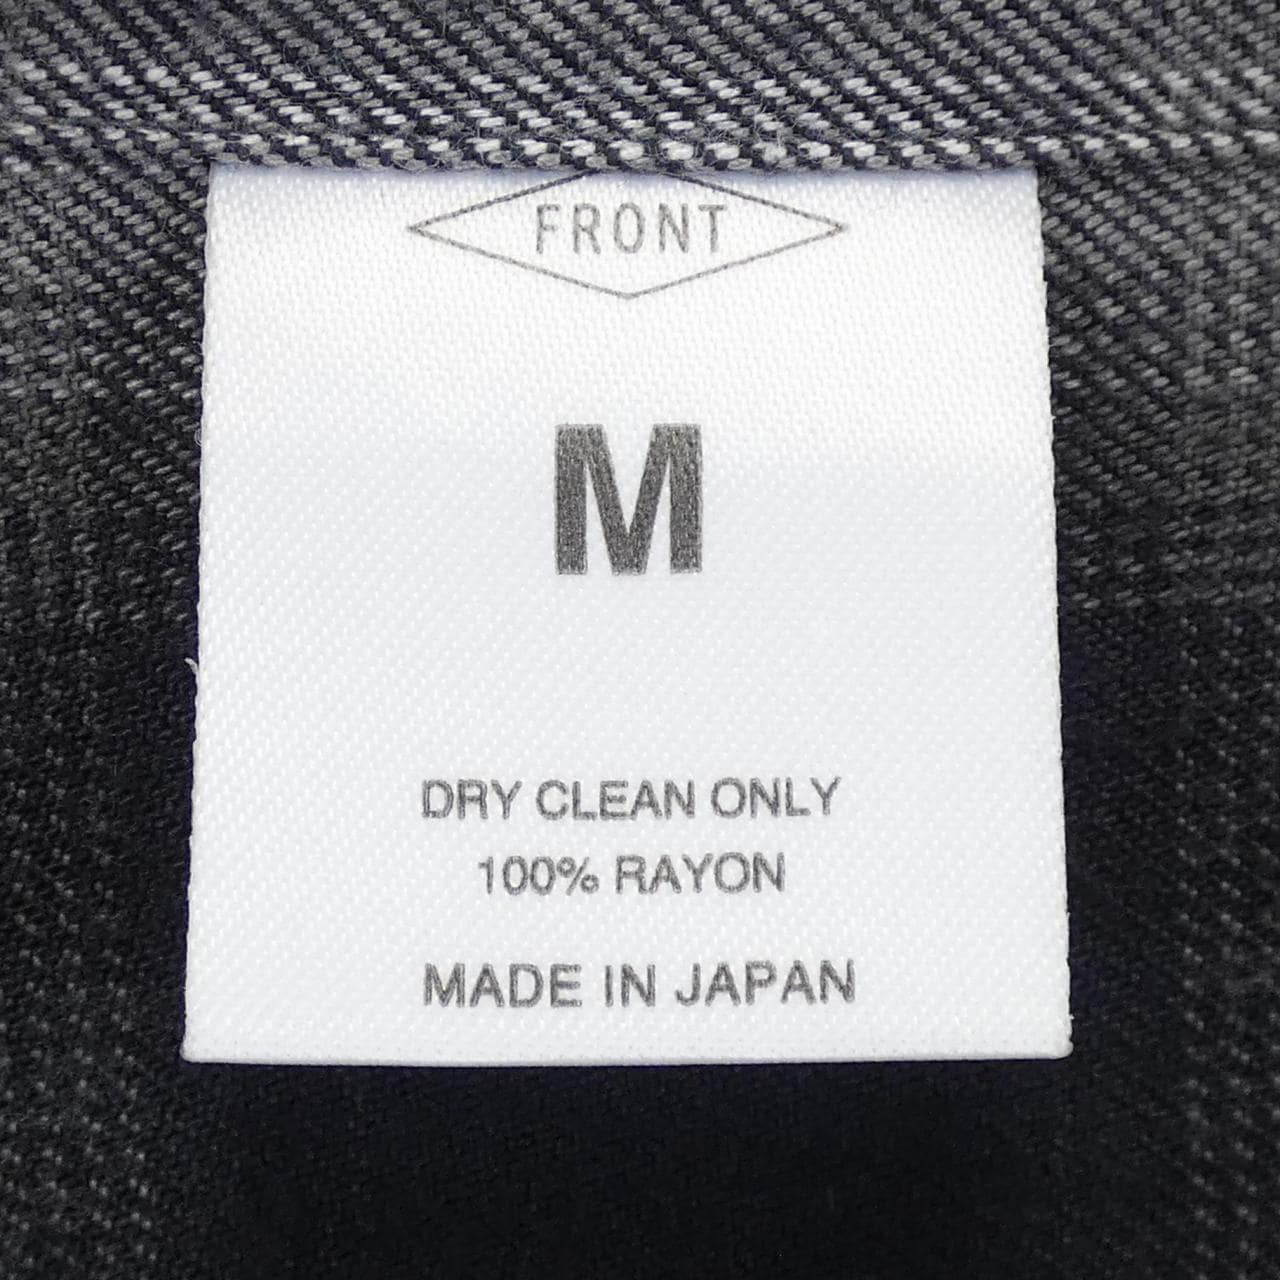 FRONT
M
DRY CLEAN ONLY
100% RAYON
MADE IN JAPAN